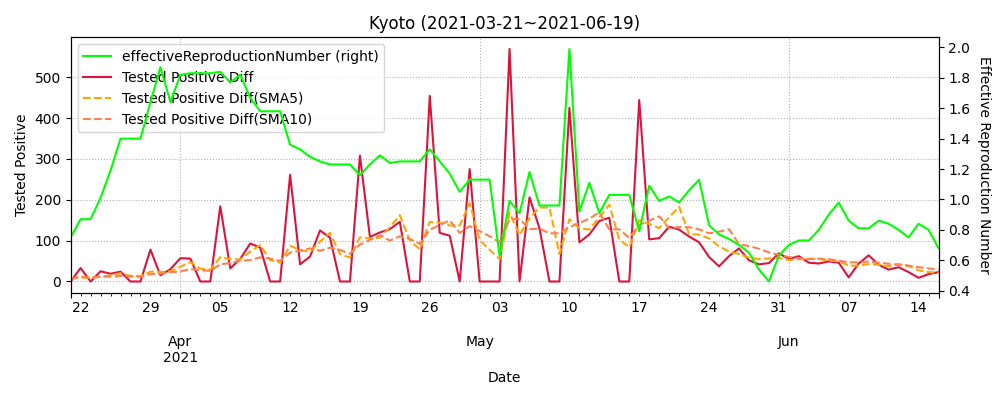 Kyoto (2021-03-21~2021-06-19)
effectiveReproductionNumber (right)
Tested Positive Diff
Tested Positive Diff(SMA5)
Tested Positive Diff(SMA10)
Tested Positive
500
400
300
200
100
0
2.0
1.8
1.6
1.4
1.2
1.0
0.8
0.6
0.4
Effective Reproduction Number
22 29 05 12 19 26 03 10 17 24 31 07 14
Apr May Jun
2021
Date